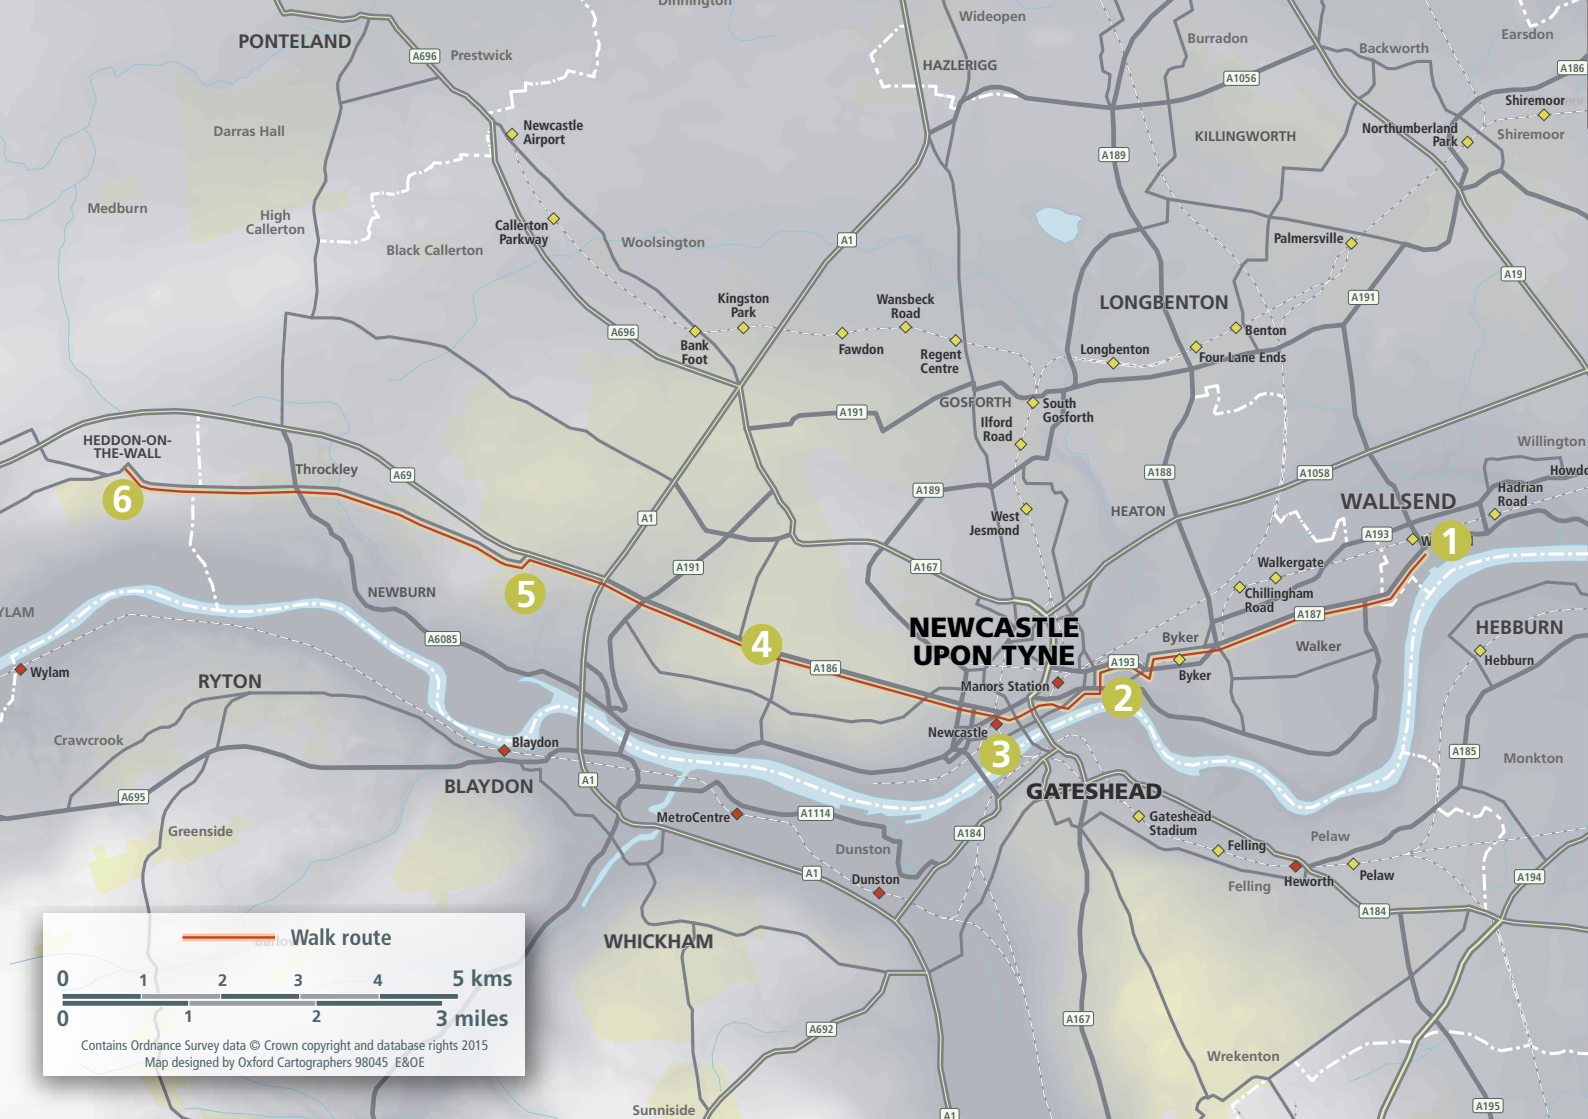 Dinnington
Wideopen
Burradon
Backworth
Earsdon
PONTELAND
A696
Prestwick
HAZLERIGG
A1056
A186
Newcastle
Airport
Darras Hall
KILLINGWORTH
A189
Northumberland
Park
Shiremoor
Shiremoor
Medburn
High
Callerton
Callerton
Parkway
Black Callerton
Woolsington
A1
Palmersville
A19
A191
LONGBENTON
Kingston
Park
Wansbeck
Road
A696
Bank
Foot
Fawdon
Regent
Centre
Longbenton
Benton
Four Lane Ends
A191
GOSFORTH
South
Gosforth
Ilford
Road
HEDDON-ON-
THE-WALL
Throckley
A69
6
A1
A189
West
Jesmond
HEATON
A188
A1058
Willington
Howdo
Hadrian
Road
WALLSEND
A193
W
1
A191
A167
Walkergate
Chillingham
Road
A187
5
NEWBURN
YLAM
A6085
4
A186
NEWCASTLE
UPON TYNE
Byker
A193
Byker
Walker
HEBBURN
Hebburn
Wylam
RYTON
Manors Station
2
Newcastle
3
Crawcrook
Blaydon
BLAYDON
A1
A695
Greenside
MetroCentre
A1114
GATESHEAD
A184
Gateshead
Stadium
A185
Monkton
Dunston
Dunston
A1
Felling
Felling
Pelaw
Heworth
Pelaw
A194
A184
WHICKHAM
A692
A167
Wrekenton
A195
Sunniside
A1
Walk route
0 1 2 3 4 5 kms
0 1 2 3 miles
Contains Ordnance Survey data © Crown copyright and database rights 2015
Map designed by Oxford Cartographers 98045 E&OE